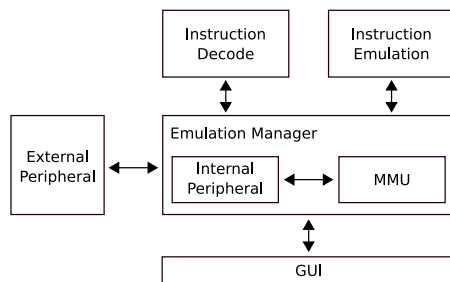 Instruction
Decode
Instruction
Emulation
External
Peripheral
Emulation Manager
Internal
Peripheral
MMU
GUI